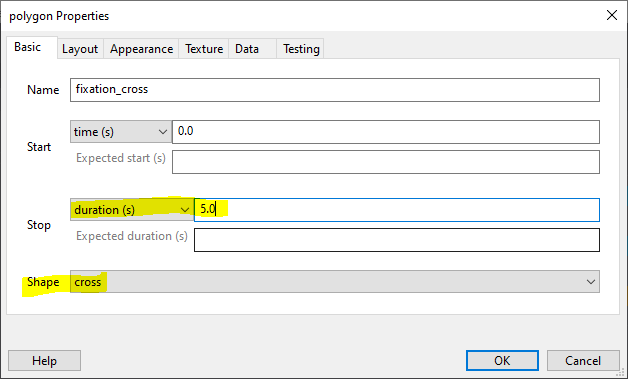 polygon Properties
Basic Layout Appearance Texture Data Testing
Name fixation_cross
Start time (s) 0.0
Expected start (s)
Stop duration (s) 5.0
Expected duration (s)
Shape cross
Help OK Cancel